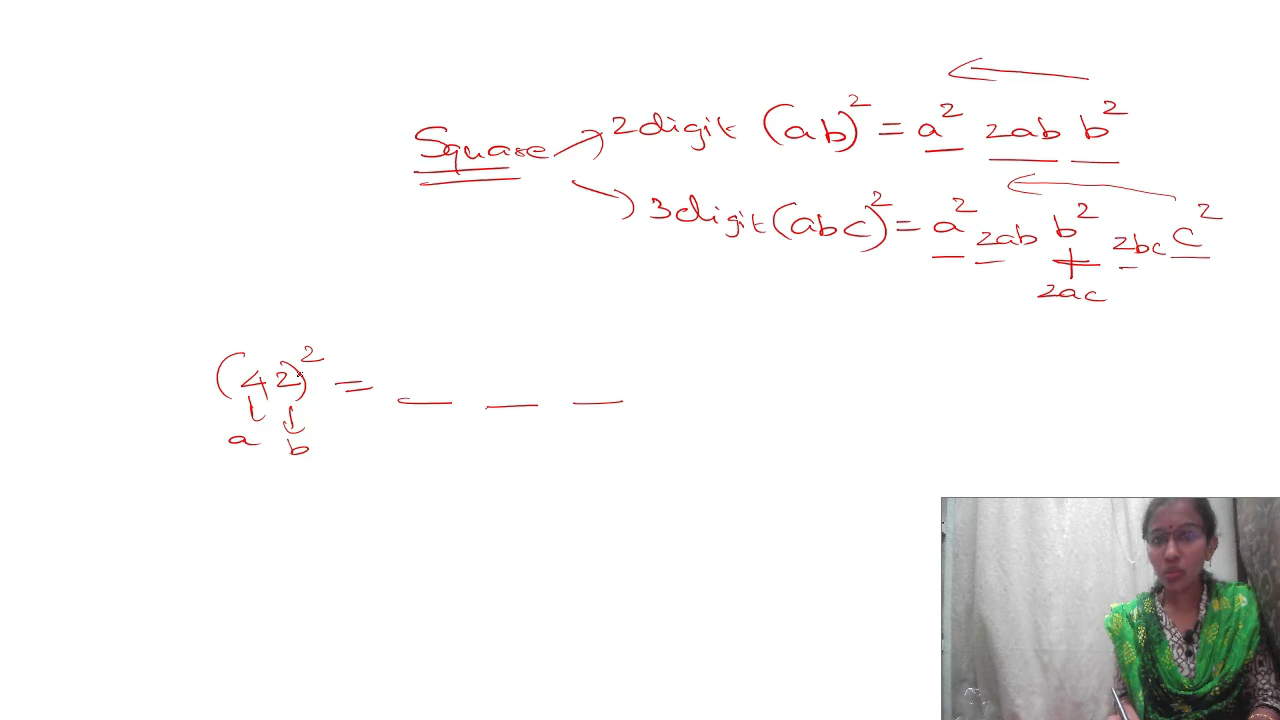 Square 2digit (ab)² = a² 2ab b²
3digit (abc)² = a² 2ab b² 2bc c²
+
2ac
(42)² = _ _ _
a b